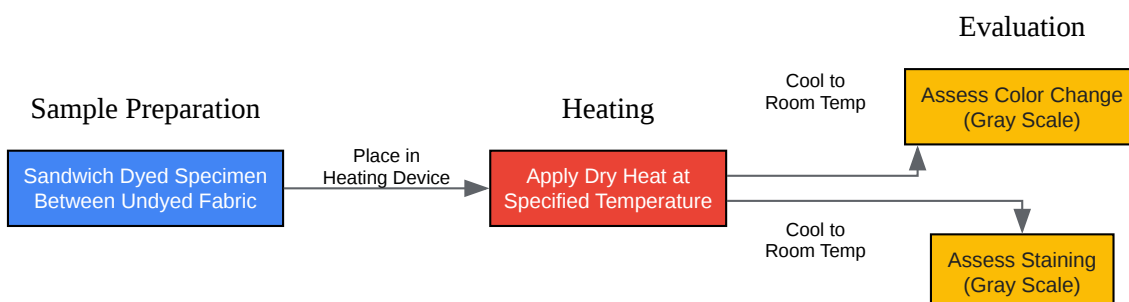 Sample Preparation
Sandwich Dyed Specimen
Between Undyed Fabric
Place in
Heating Device
Heating
Apply Dry Heat at
Specified Temperature
Cool to
Room Temp
Cool to
Room Temp
Evaluation
Assess Color Change
(Gray Scale)
Assess Staining
(Gray Scale)